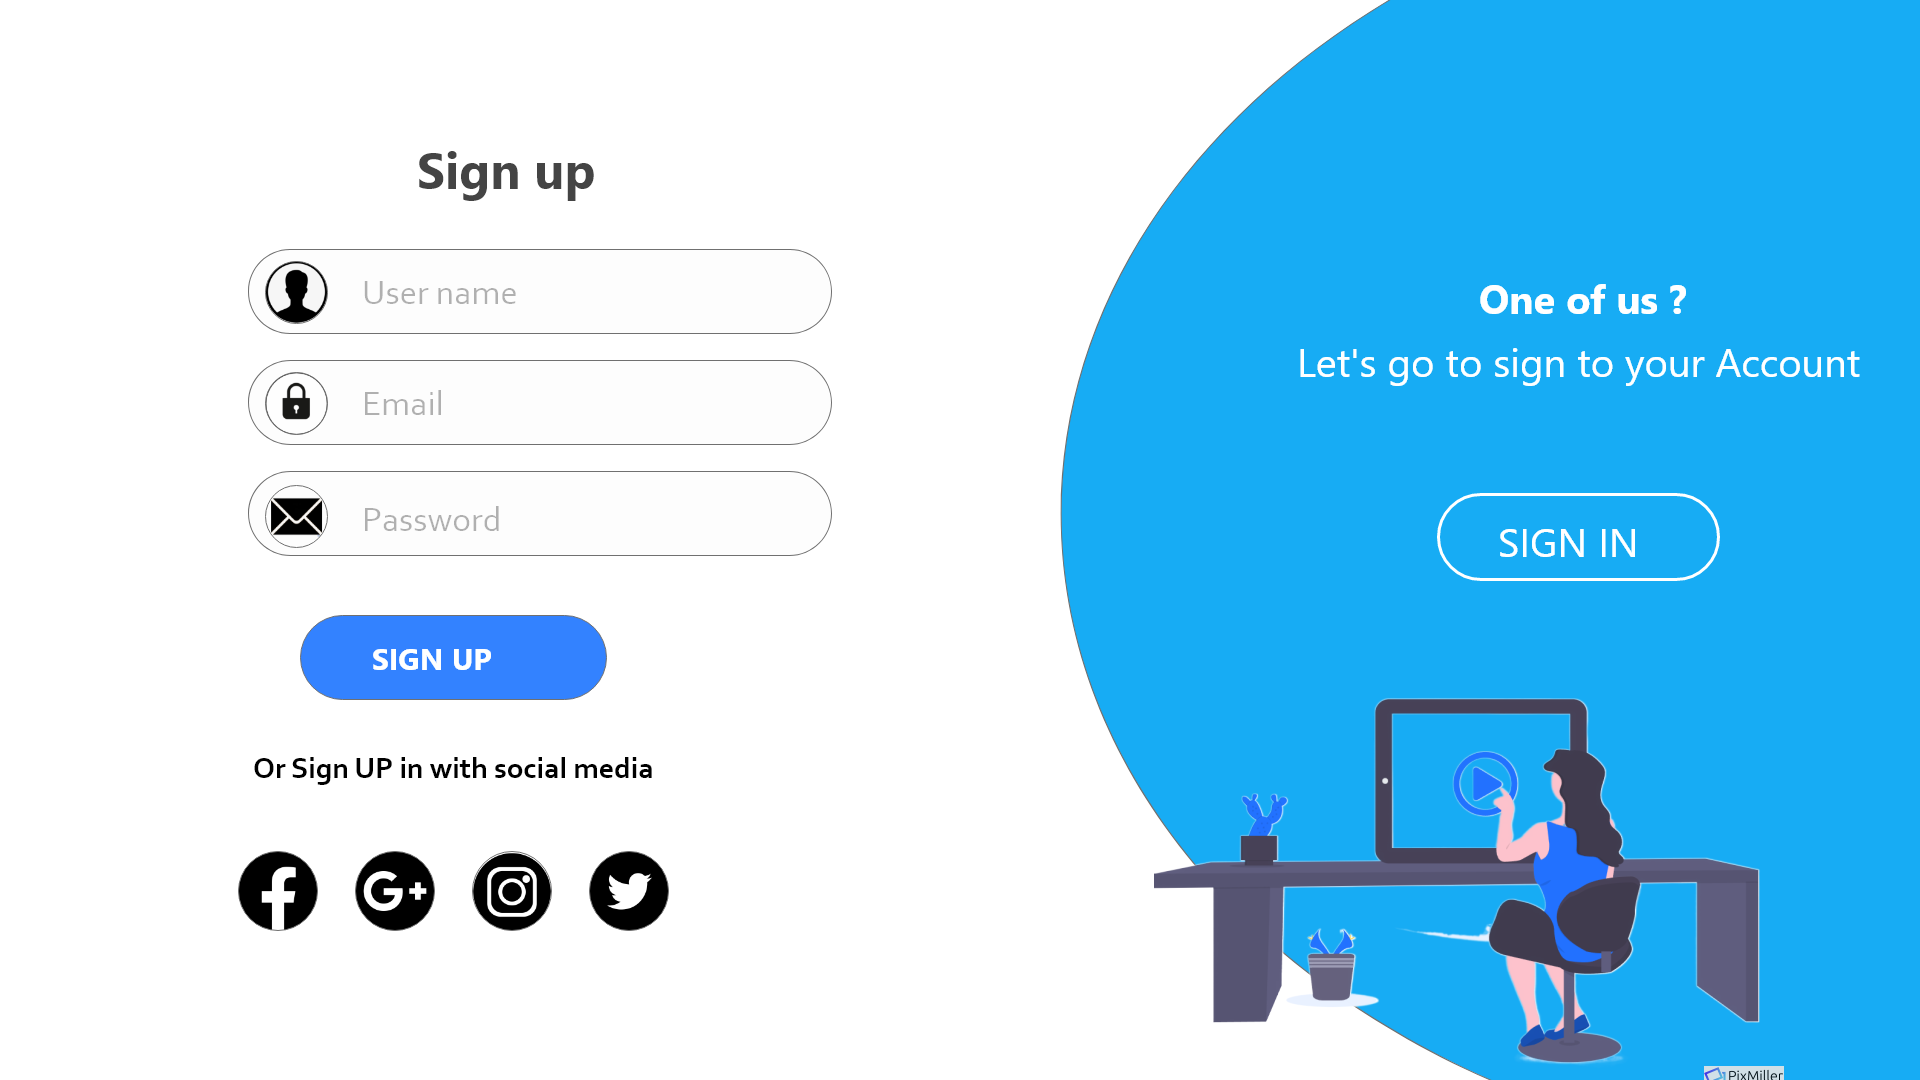 Sign up
User name
Email
Password
SIGN UP
Or Sign UP in with social media
G+
One of us ?
Let's go to sign to your Account
SIGN IN
PixMiller